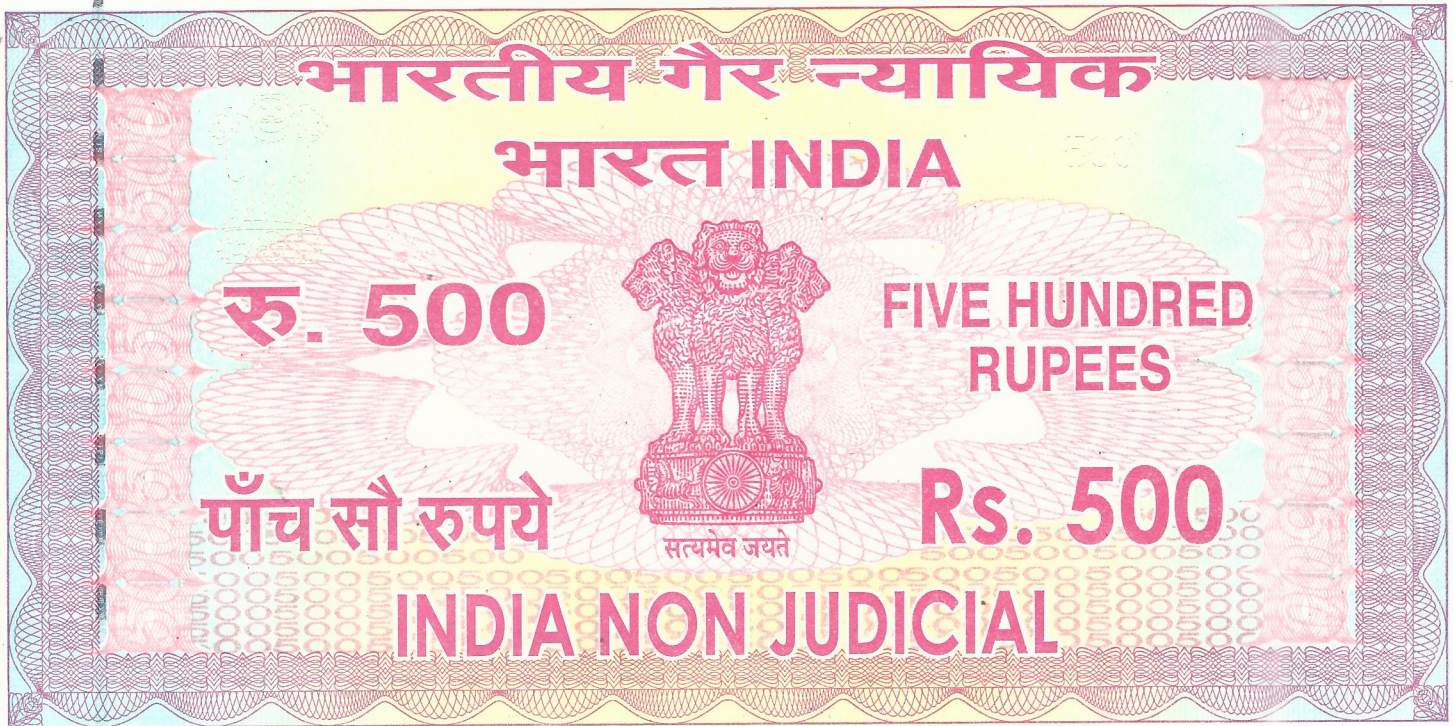 भारतीय गैर न्यायिक
भारत INDIA
रु. 500
FIVE HUNDRED
RUPEES
पाँच सौ रुपये
Rs. 500
सत्यमेव जयते
INDIA NON JUDICIAL